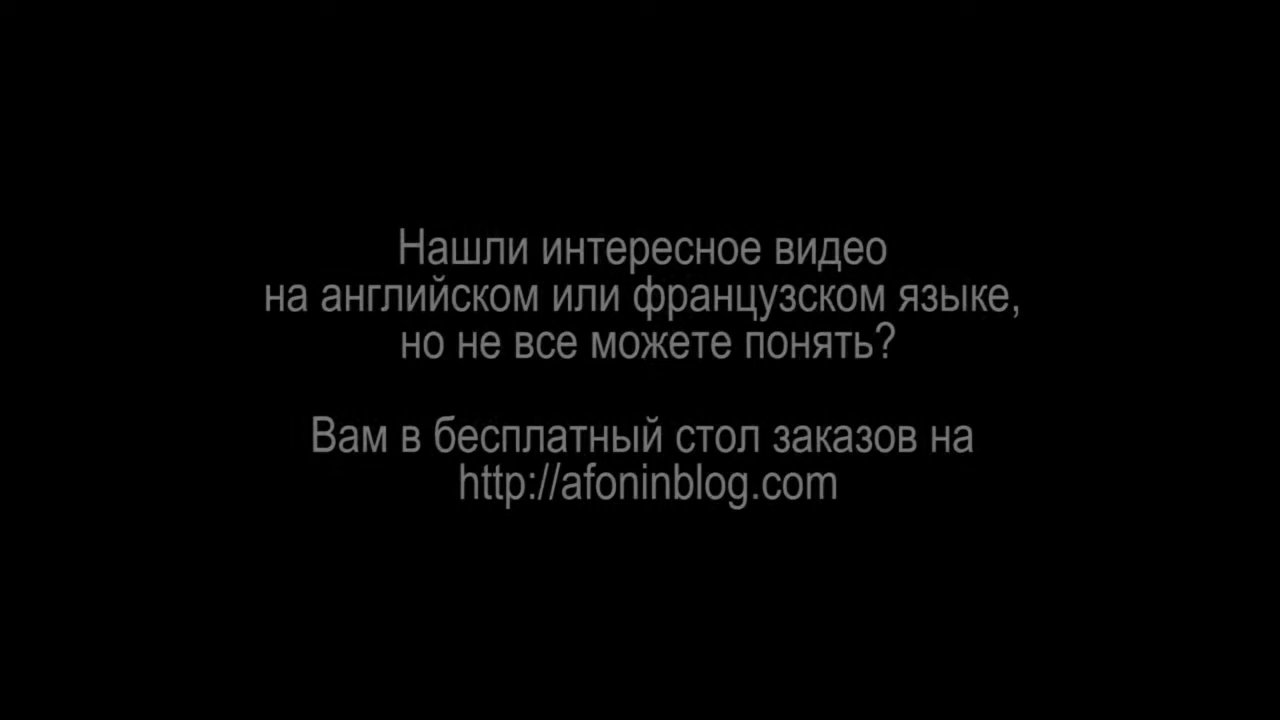 Нашли интересное видео
на английском или французском языке,
но не все можете понять?
Вам в бесплатный стол заказов на
http://afoninblog.com